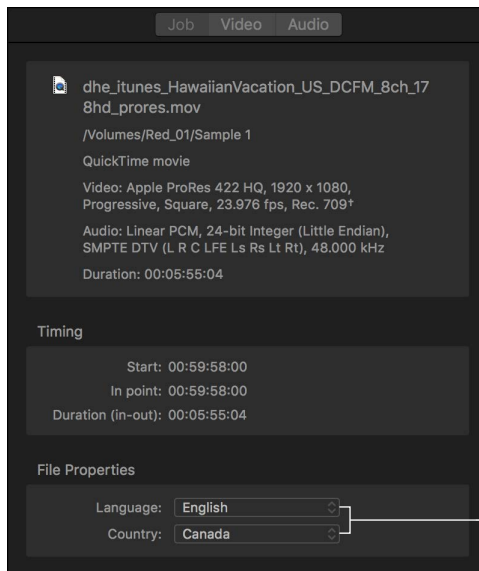 Job Video Audio
dhe_itunes_HawaiianVacation_US_DCFM_8ch_17
8hd_prores.mov
/Volumes/Red_01/Sample 1
QuickTime movie
Video: Apple ProRes 422 HQ, 1920 x 1080,
Progressive, Square, 23.976 fps, Rec. 709†
Audio: Linear PCM, 24-bit Integer (Little Endian),
SMPTE DTV (L R C LFE Ls Rs Lt Rt), 48.000 kHz
Duration: 00:05:55:04
Timing
Start: 00:59:58:00
In point: 00:59:58:00
Duration (in-out): 00:05:55:04
File Properties
Language: English
Country: Canada